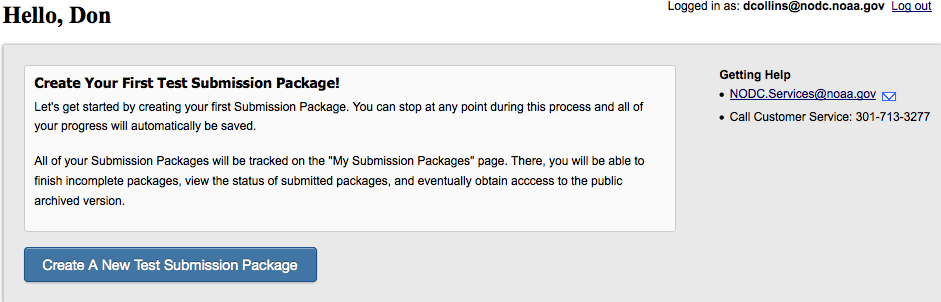 Hello, Don
Logged in as: dcollins@nodc.noaa.gov Log out
Create Your First Test Submission Package!
Let's get started by creating your first Submission Package. You can stop at any point during this process and all of
your progress will automatically be saved.
All of your Submission Packages will be tracked on the "My Submission Packages" page. There, you will be able to
finish incomplete packages, view the status of submitted packages, and eventually obtain acccess to the public
archived version.
Create A New Test Submission Package
Getting Help
• NODC.Services@noaa.gov
• Call Customer Service: 301-713-3277